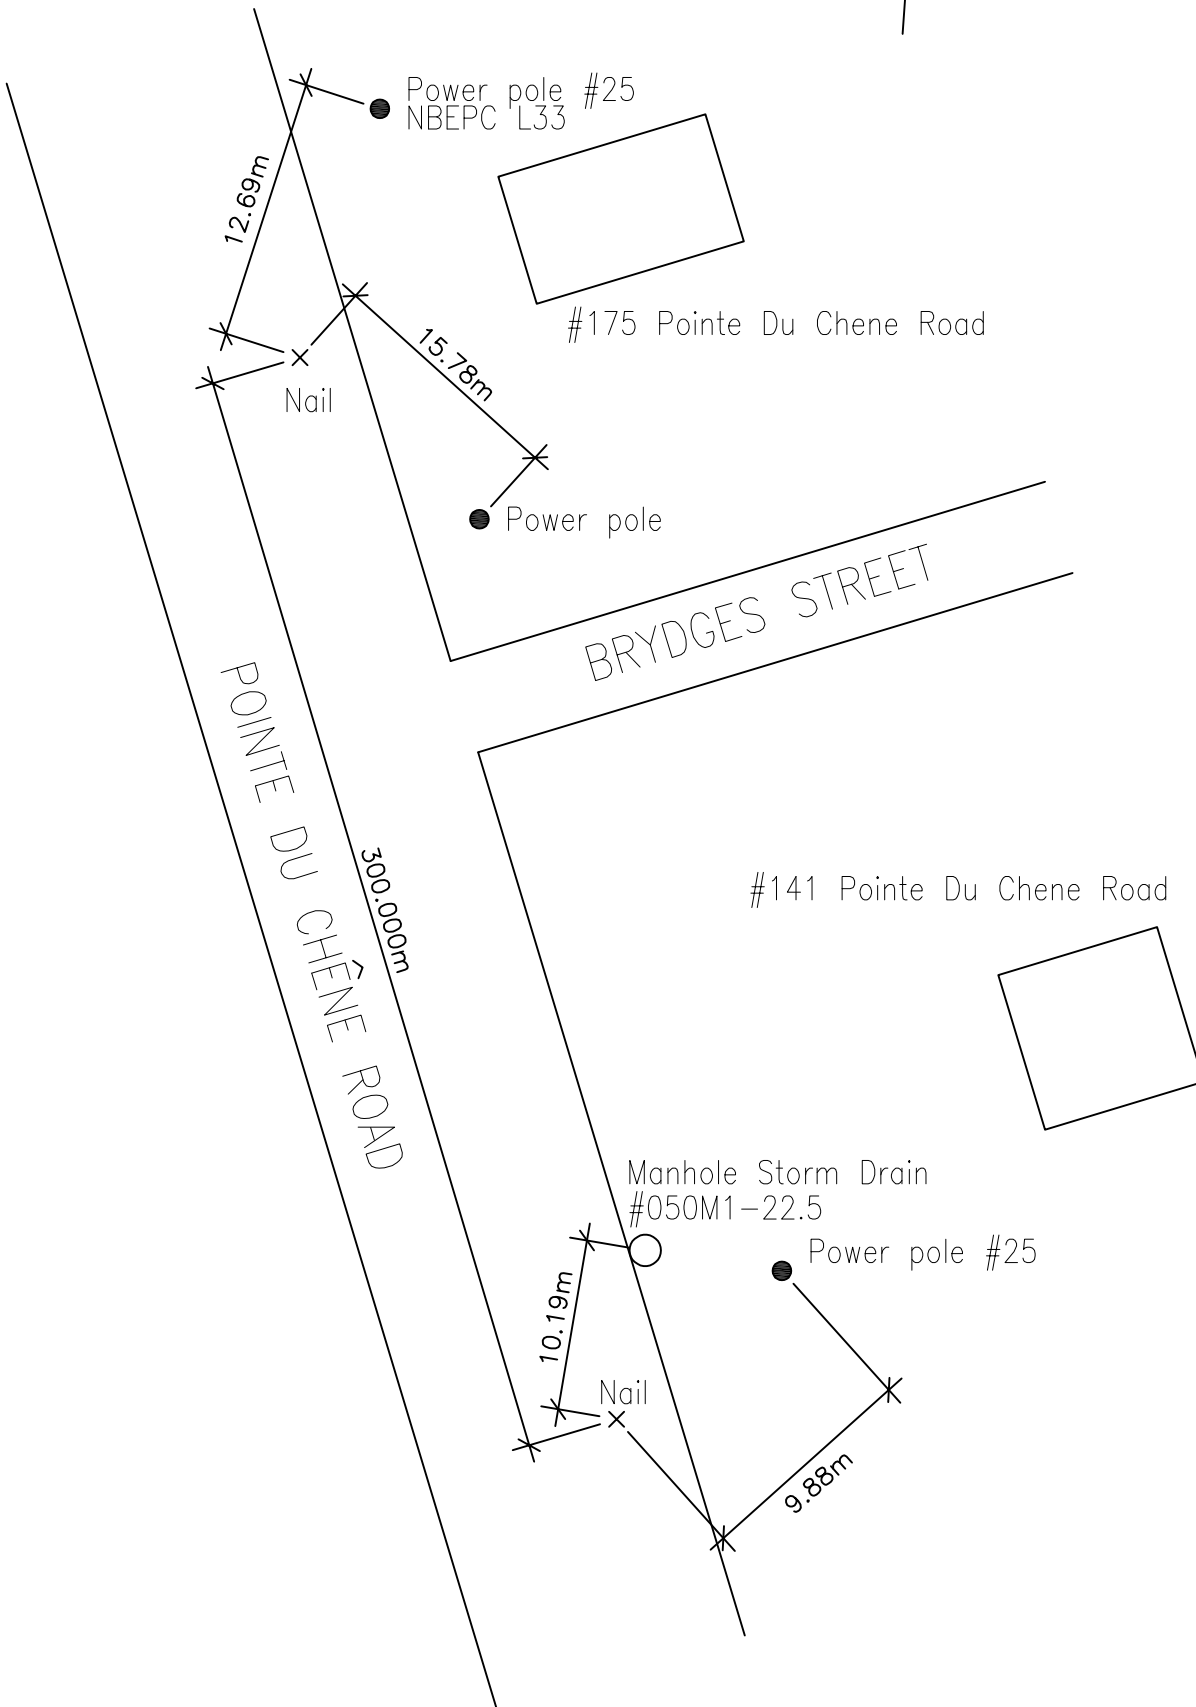 Power pole #25
NBEPC L33
12.69m
#175 Pointe Du Chene Road
15.78m
Nail
Power pole
BRYDGES STREET
POINTE DU CHÊNE ROAD
300.000m
#141 Pointe Du Chene Road
Manhole Storm Drain
#050M1-22.5
Power pole #25
10.19m
Nail
9.88m